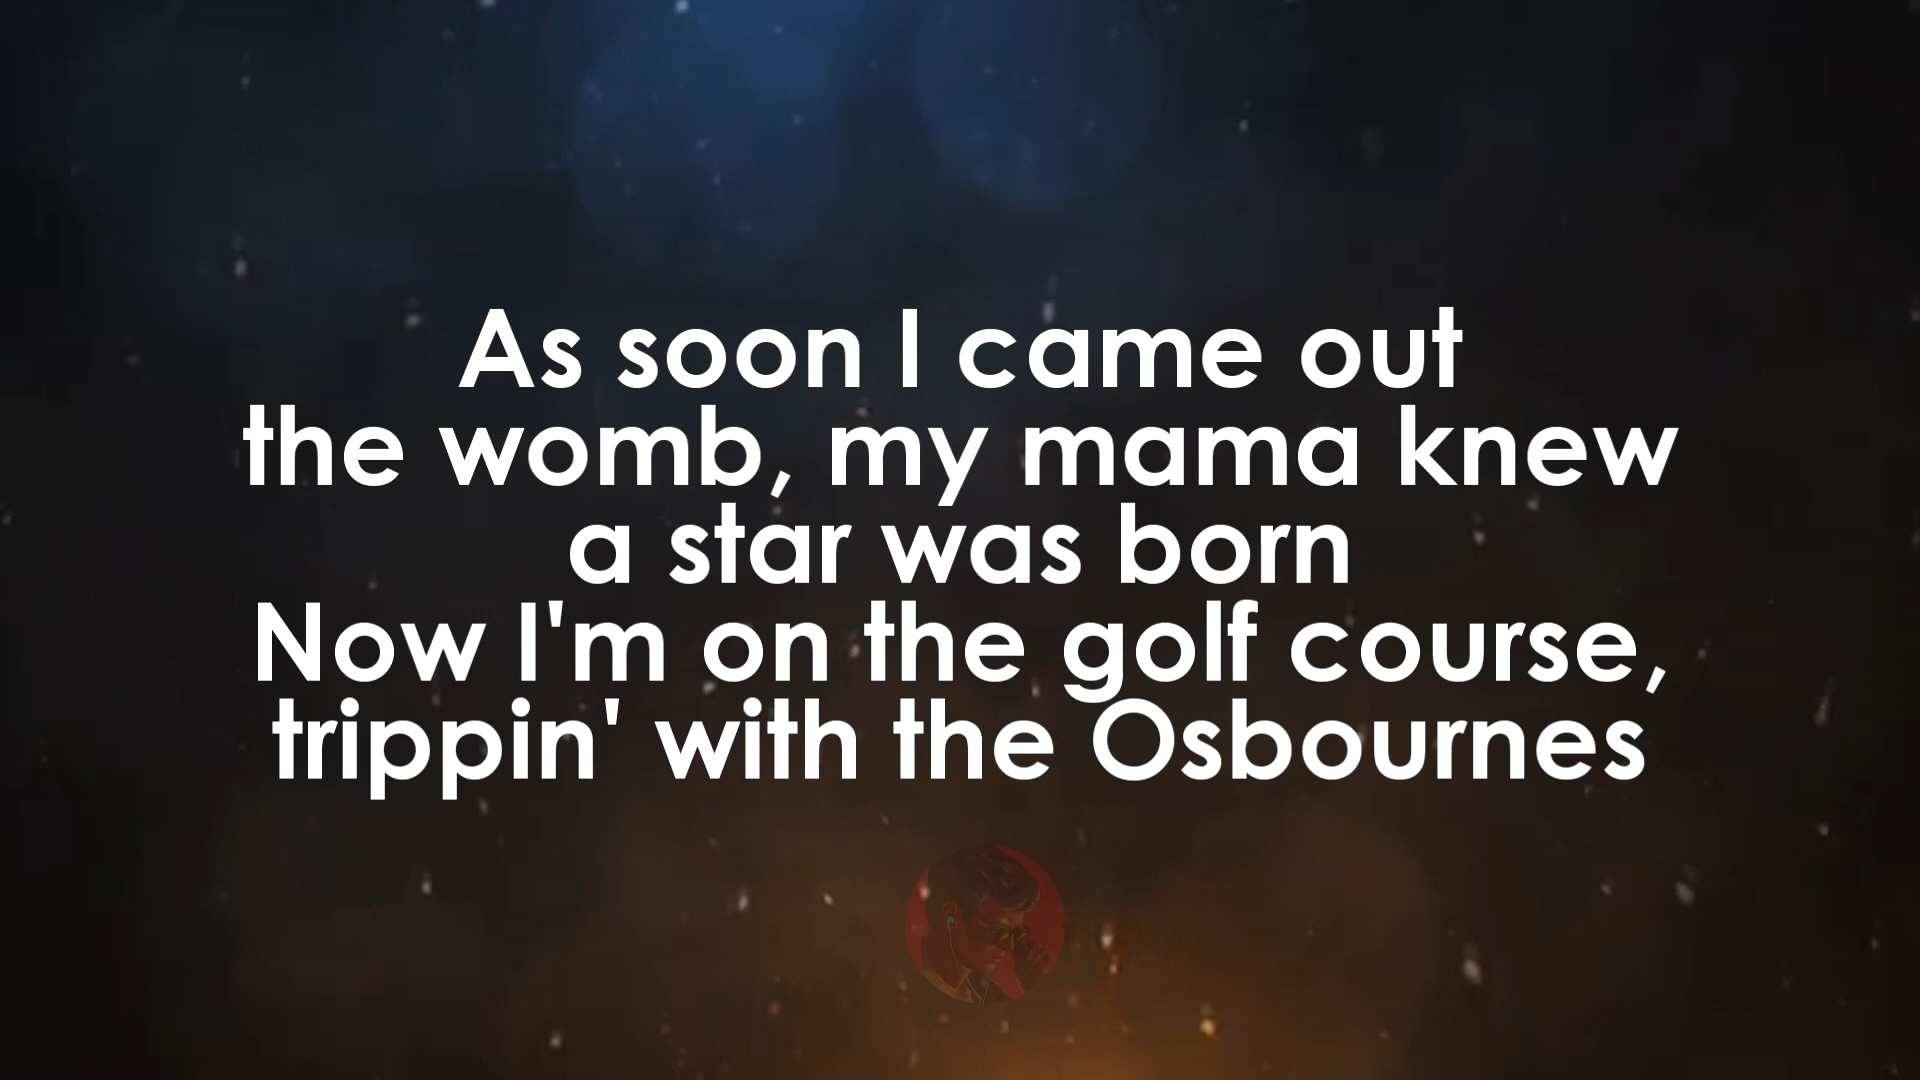 As soon I came out
the womb, my mama knew
a star was born
Now I'm on the golf course,
trippin' with the Osbournes